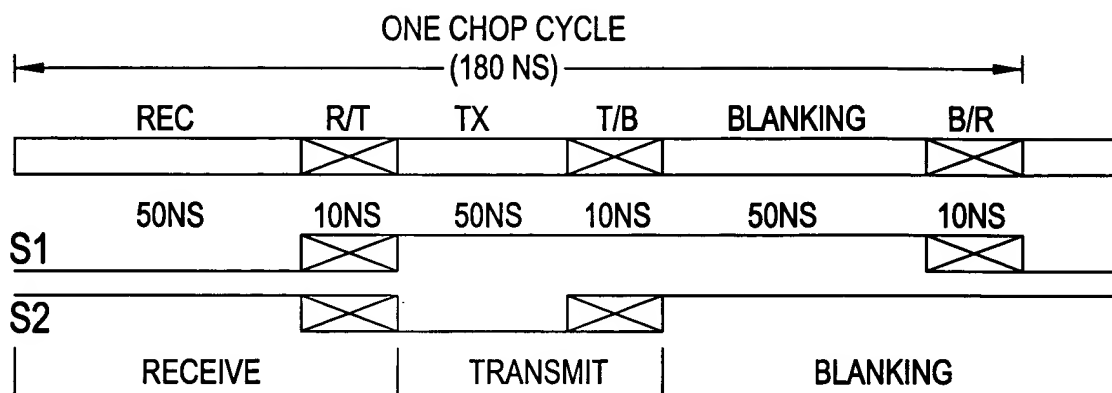 ONE CHOP CYCLE
(180 NS)
REC R/T TX T/B BLANKING B/R
50NS 10NS 50NS 10NS 50NS 10NS
S1
S2
RECEIVE TRANSMIT BLANKING